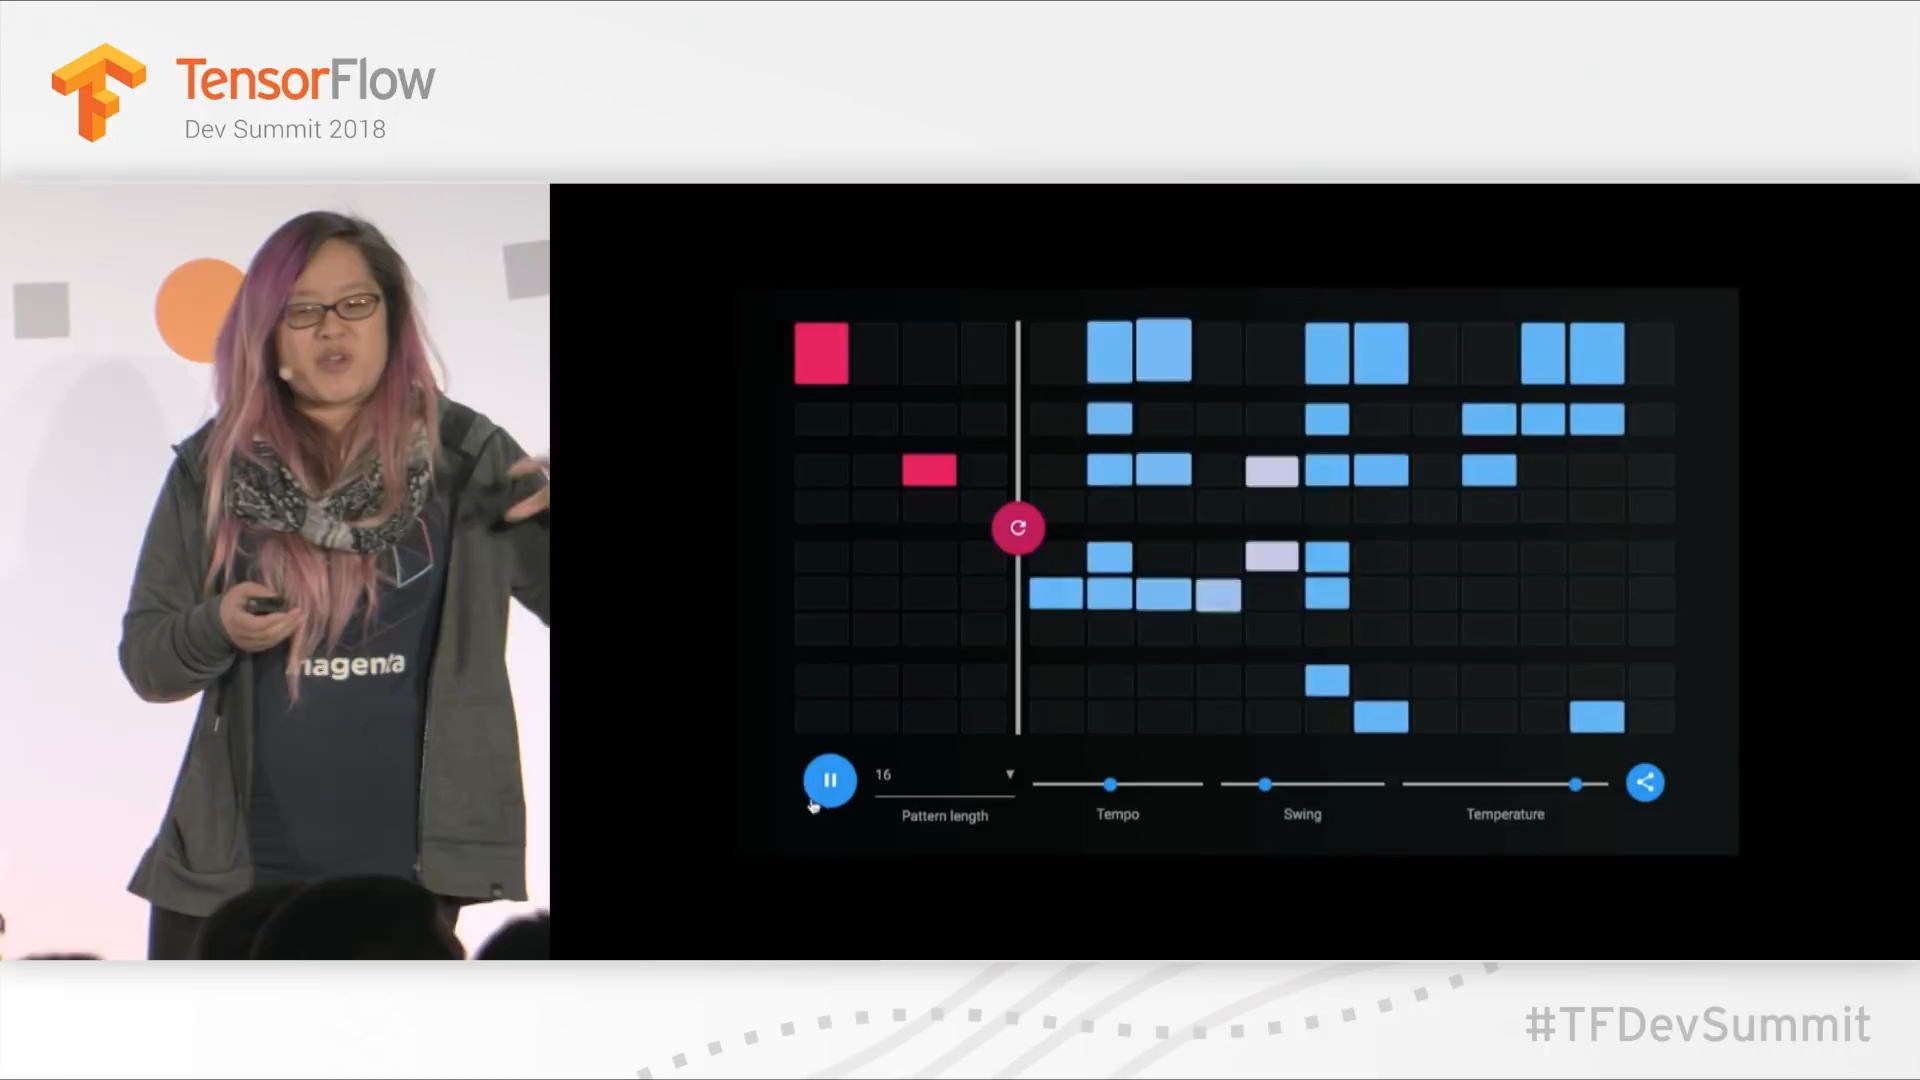 TensorFlow
Dev Summit 2018
magenta
16
Pattern length
Tempo
Swing
Temperature
#TFDevSummit